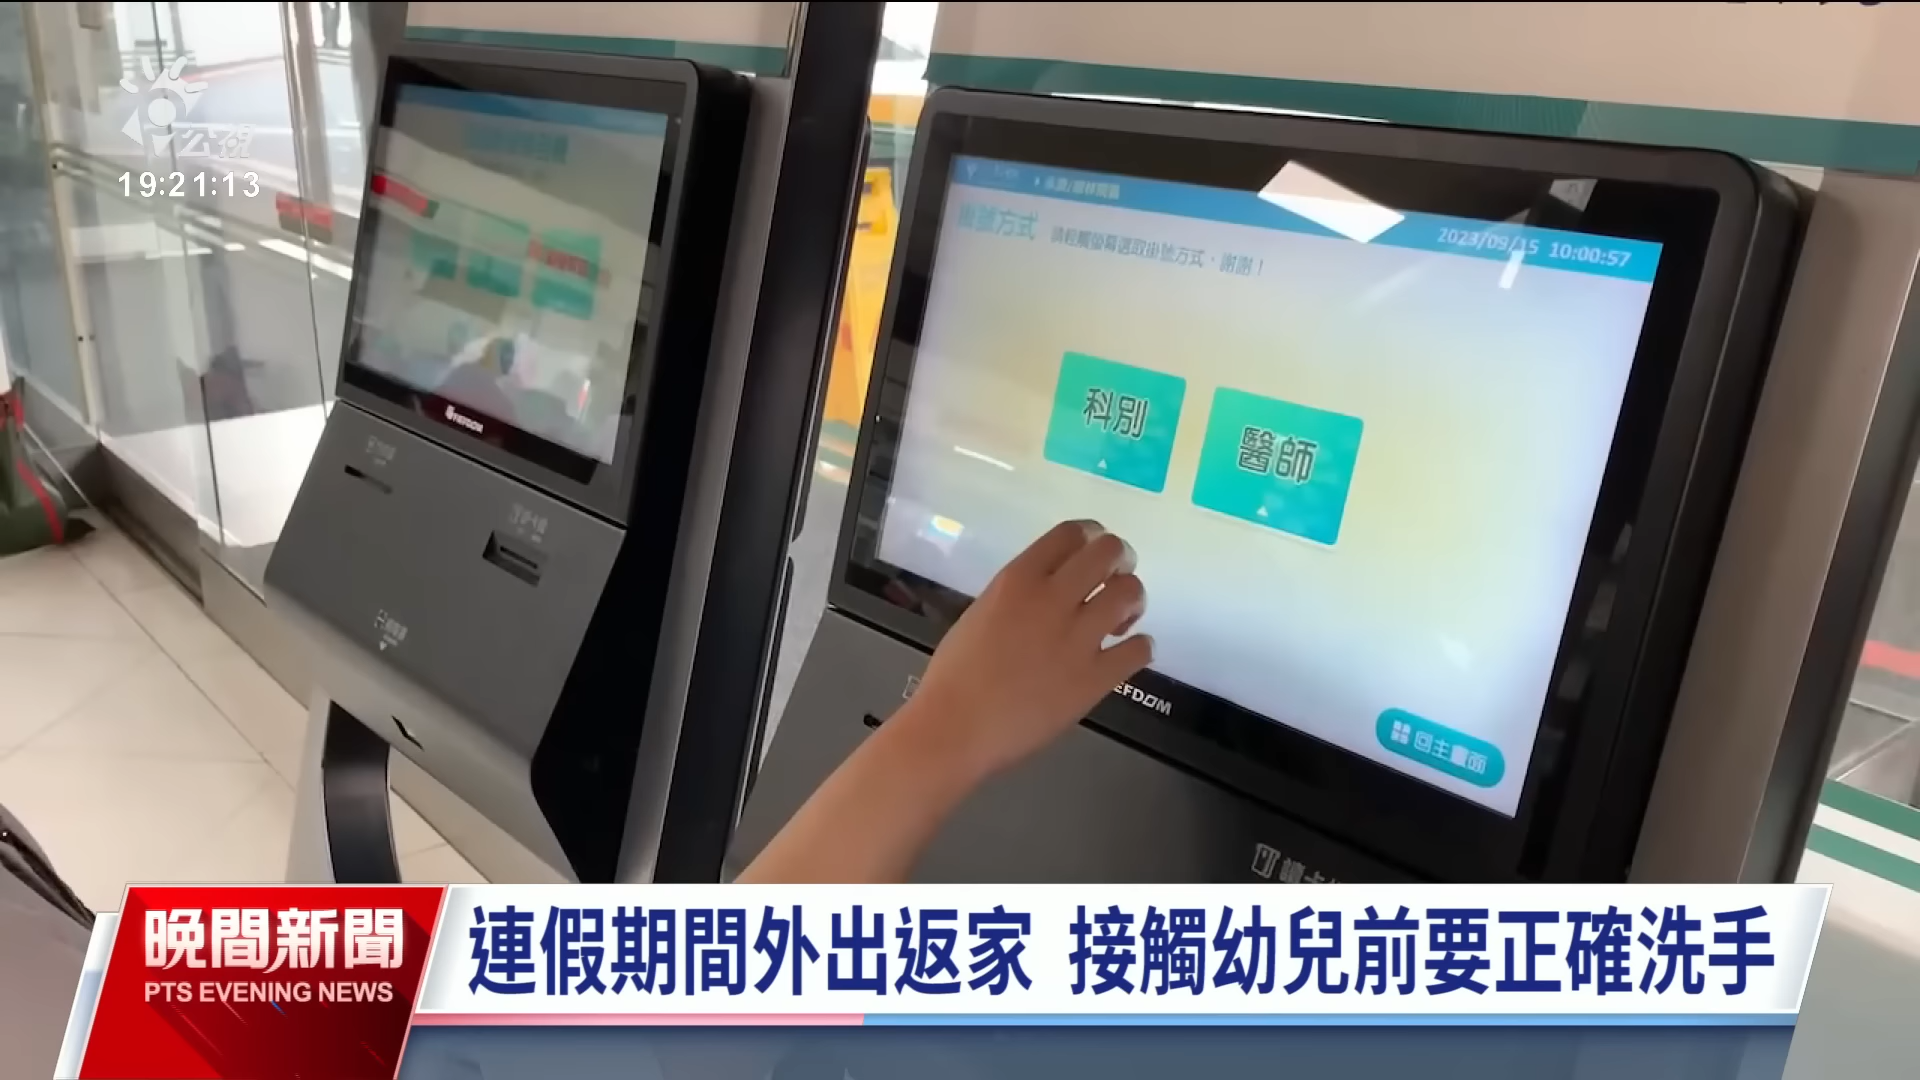 公視
19:21:13
2023/09/15 10:00:57
掛號方式 請輕觸螢幕選取掛號方式，謝謝！
科別
醫師
回主畫面
晚間新聞
PTS EVENING NEWS
連假期間外出返家 接觸幼兒前要正確洗手